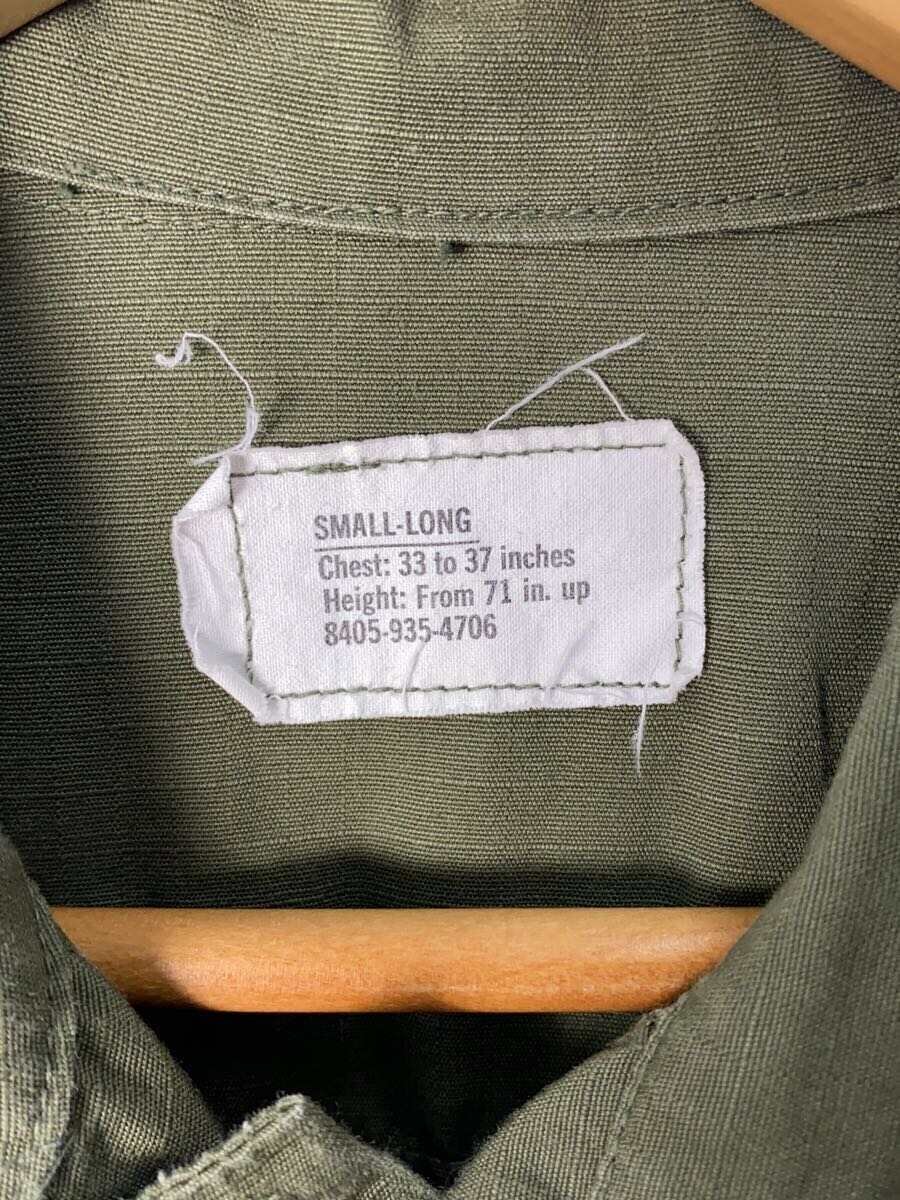 SMALL-LONG
Chest: 33 to 37 inches
Height: From 71 in. up
8405-935-4706